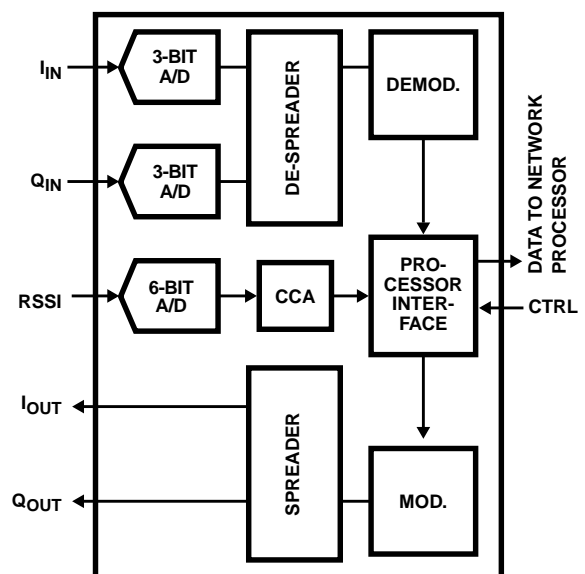 I_IN
3-BIT
A/D
DE-SPREADER
DEMOD.
Q_IN
3-BIT
A/D
DATA TO NETWORK
PROCESSOR
RSSI
6-BIT
A/D
CCA
PRO-
CESSOR
INTER-
FACE
CTRL
I_OUT
SPREADER
Q_OUT
MOD.